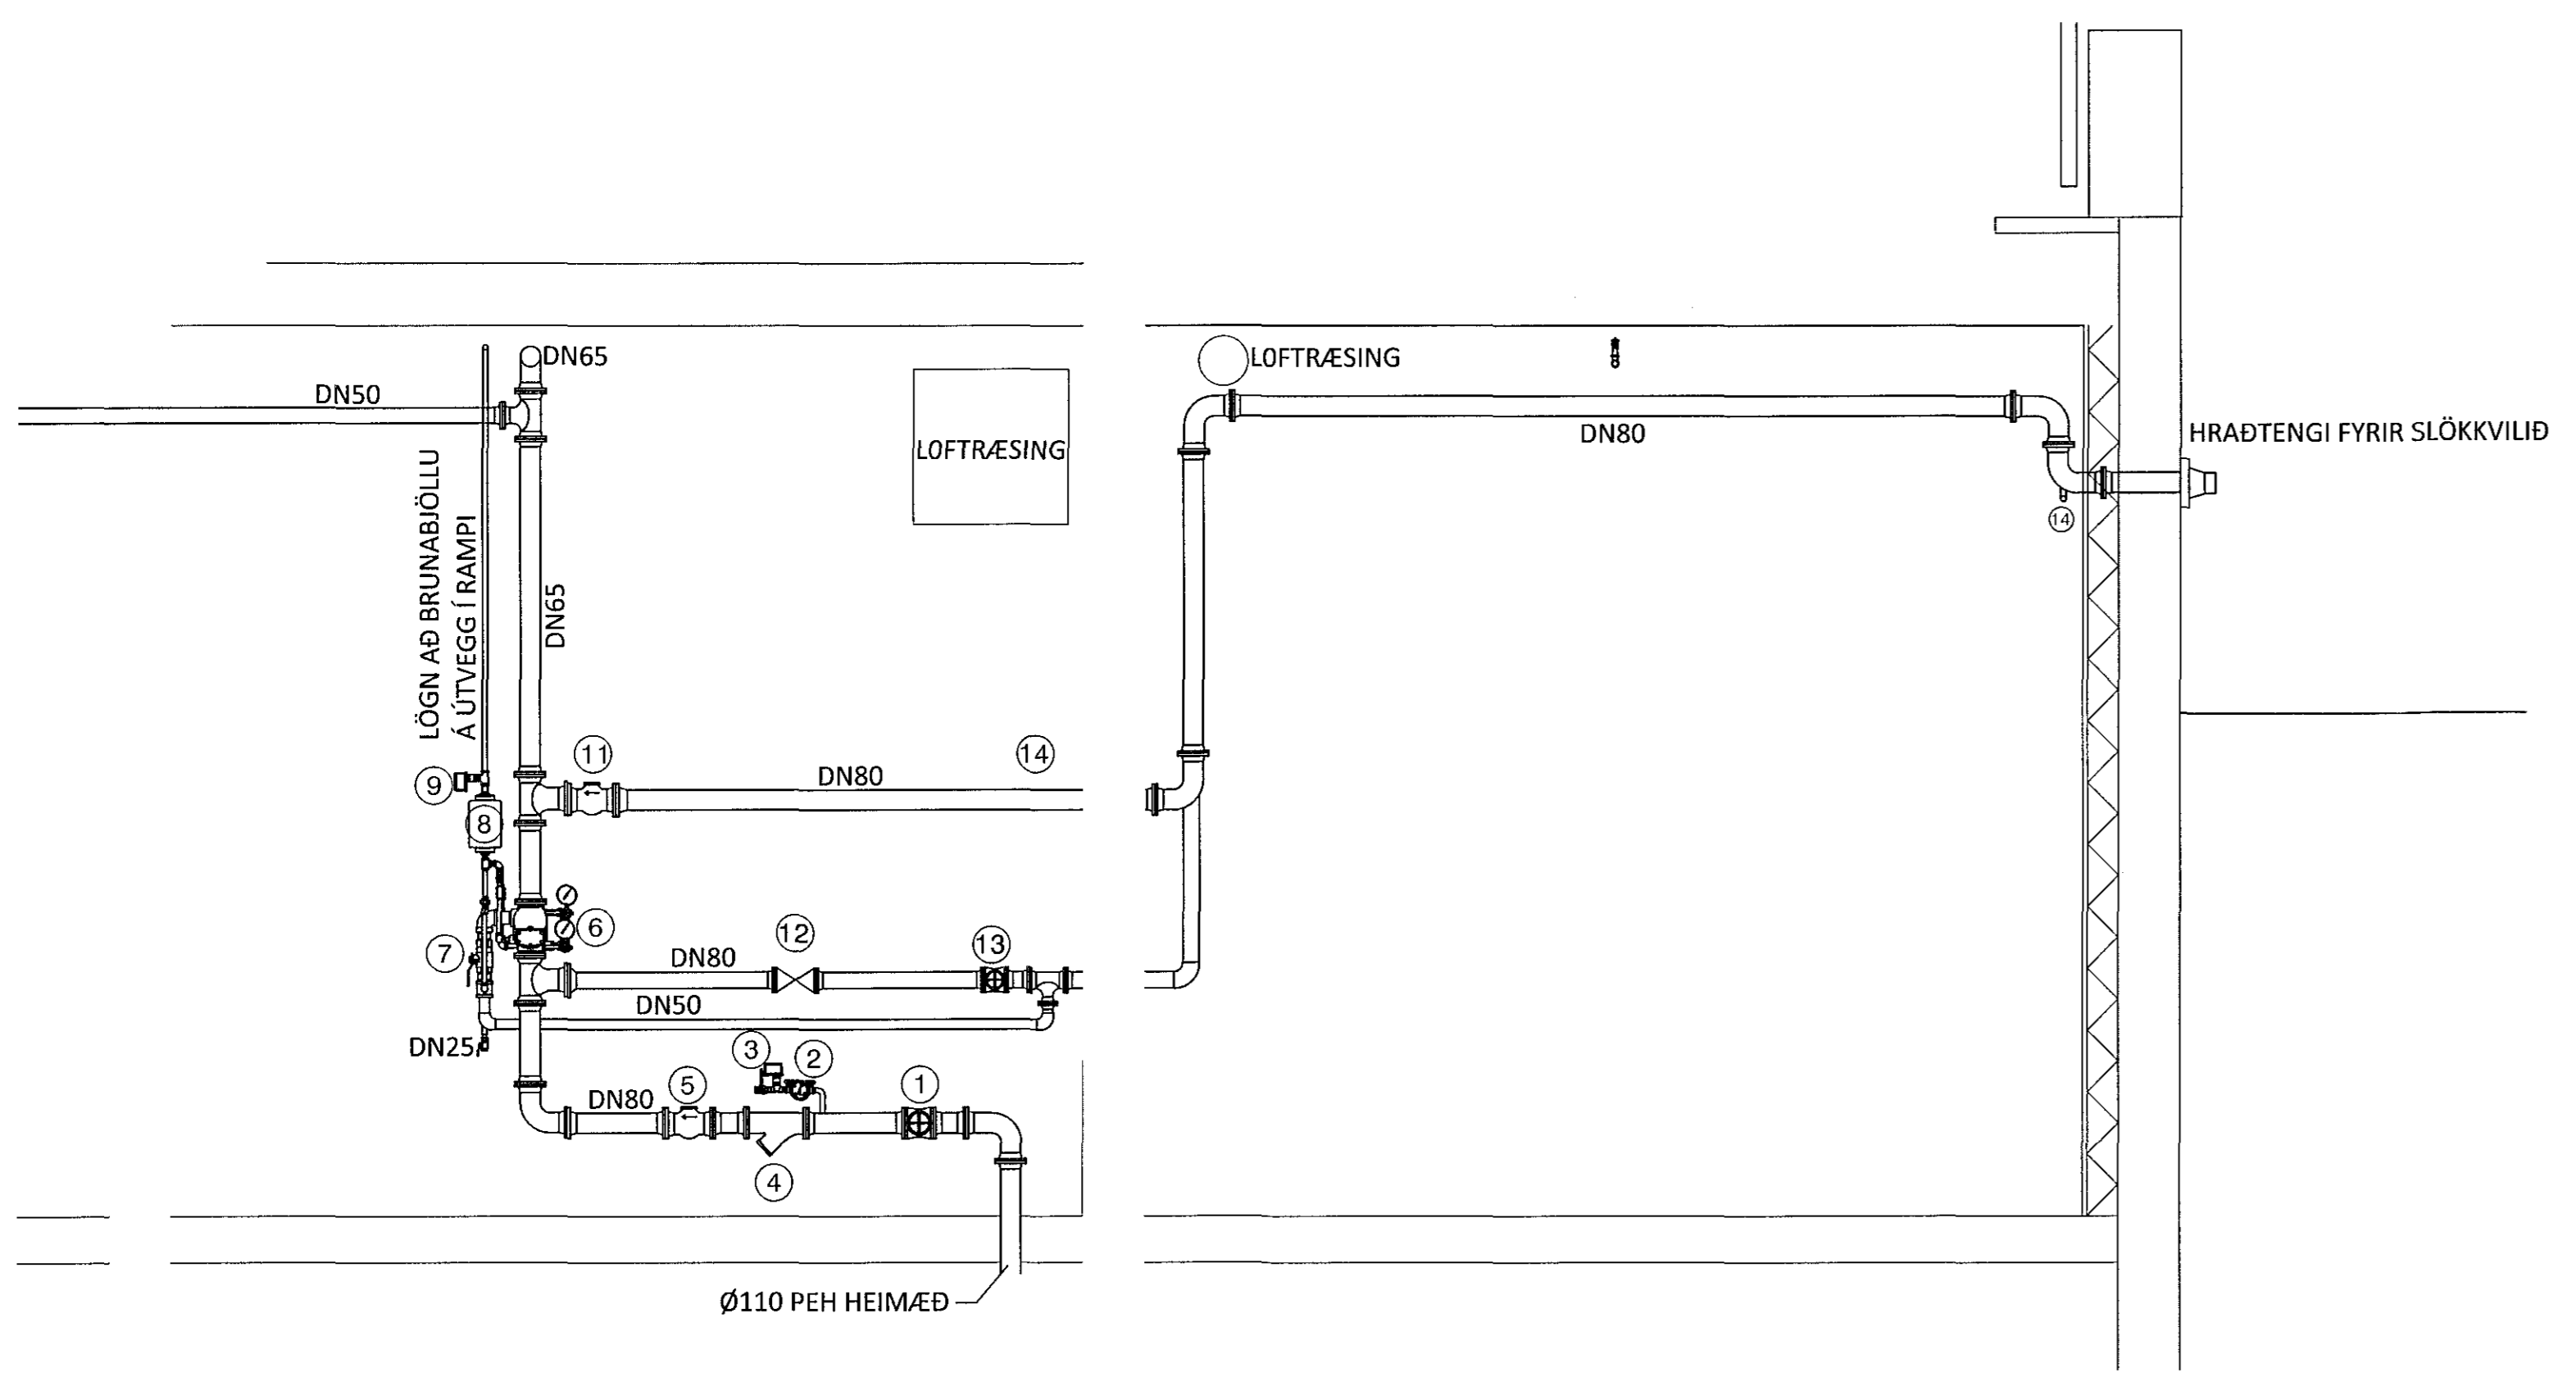 DN65
LOFTRÆSING
DN50
DN80
HRAÐTENGI FYRIR SLÖKKVILIÐ
LOFTRÆSING
14
LÖGN AÐ BRUNABJÖLLU
Á ÚTVEGG Í RAMPI
DN65
11
14
DN80
9
8
6
12
7
13
DN80
DN50
DN25
3
2
5
1
DN80
4
Ø110 PEH HEIMÆÐ